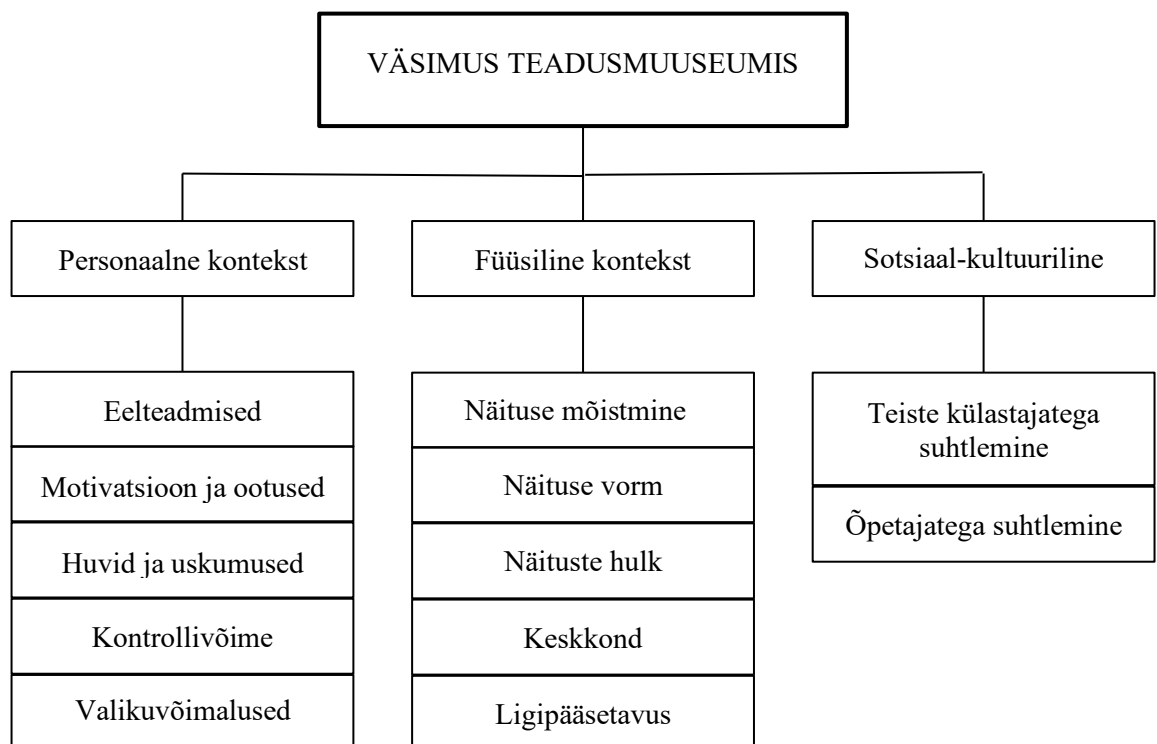 VÄSIMUS TEADUSMUUSEUMIS
Personaalne kontekst
Füüsiline kontekst
Sotsiaal-kultuuriline
Eelteadmised
Motivatsioon ja ootused
Huvid ja uskumused
Kontrollivõime
Valikuvõimalused
Näituse mõistmine
Näituse vorm
Näituste hulk
Keskkond
Ligipääsetavus
Teiste külastajatega
suhtlemine
Õpetajatega suhtlemine